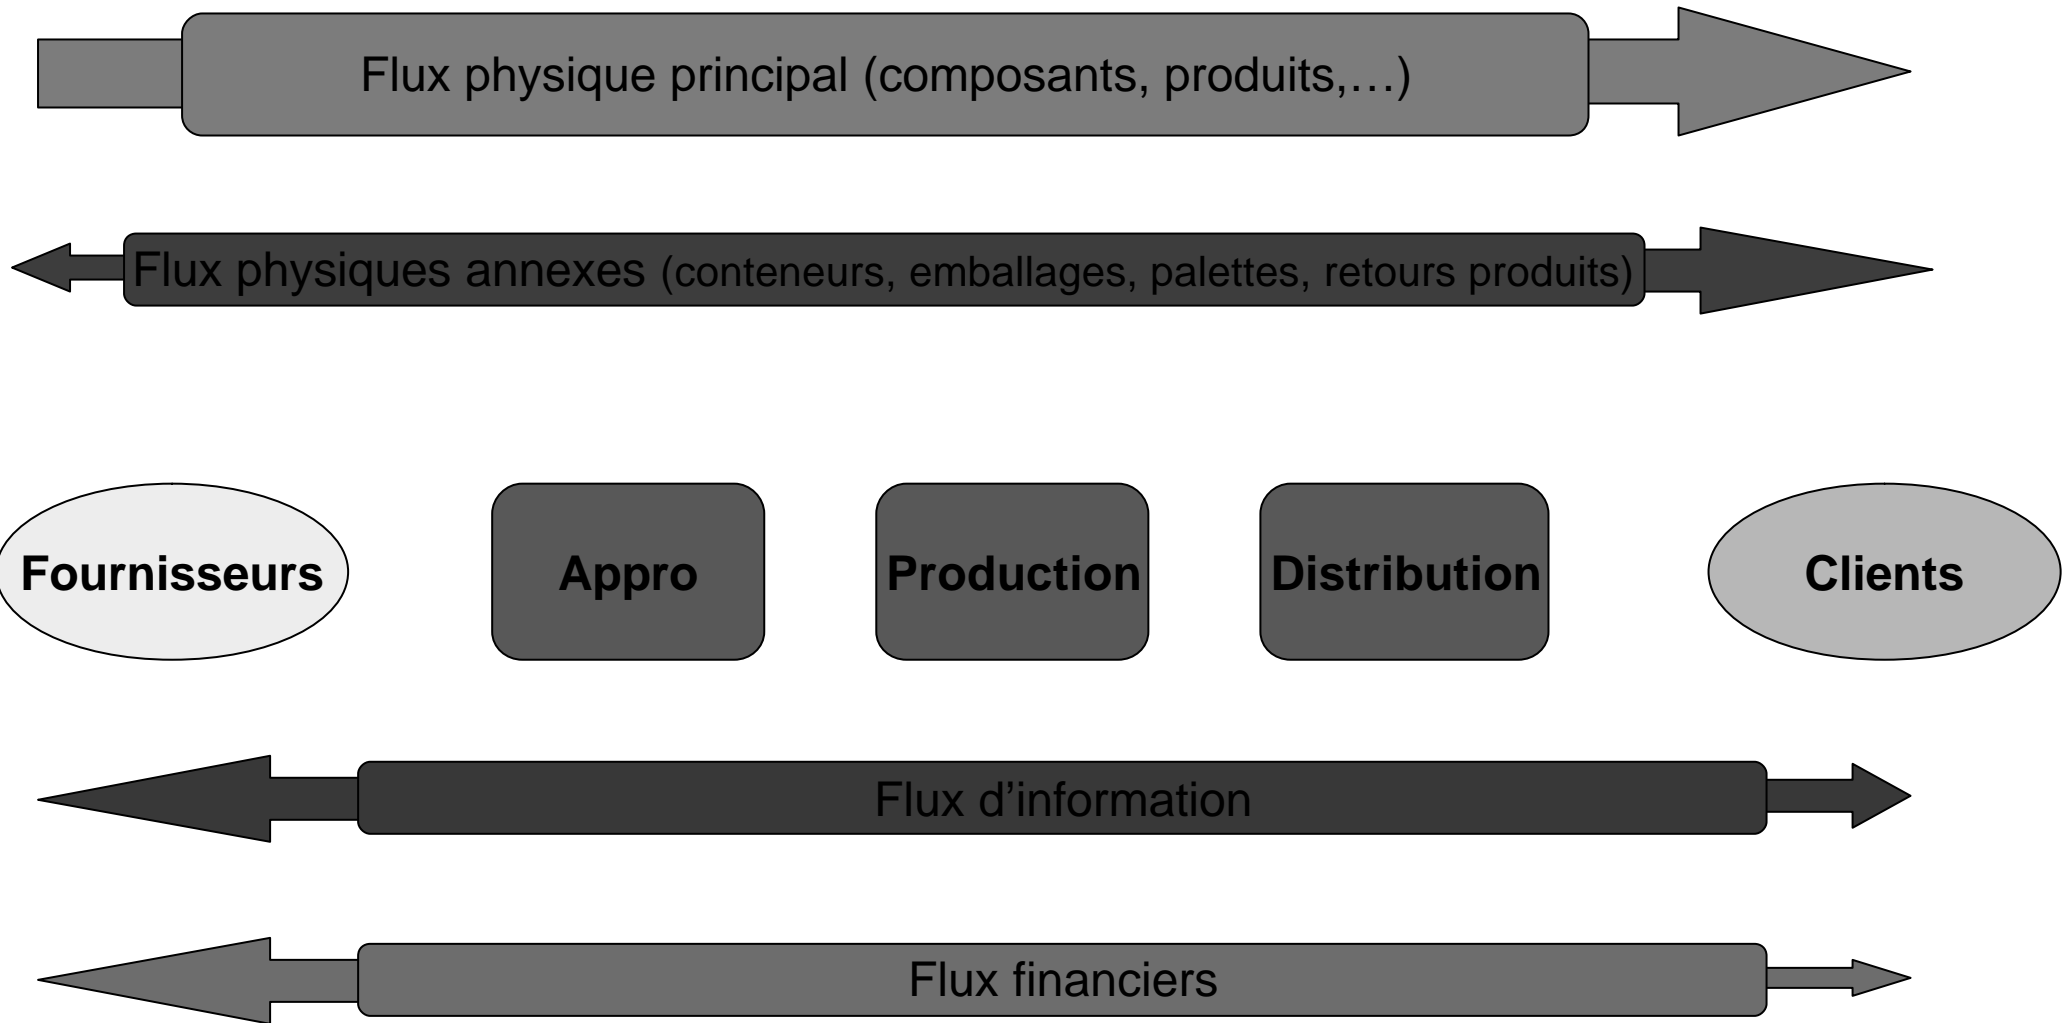 Flux physique principal (composants, produits,…)
Flux physiques annexes (conteneurs, emballages, palettes, retours produits)
Fournisseurs Appro Production Distribution Clients
Flux d’information
Flux financiers